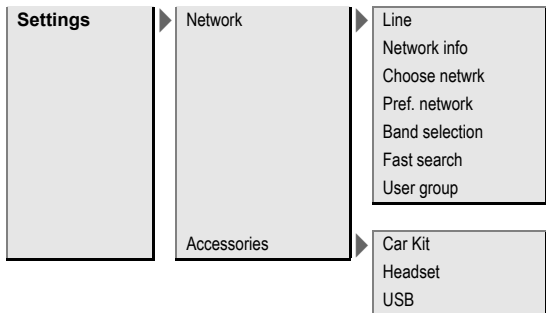 Settings
Network
Line
Network info
Choose netwrk
Pref. network
Band selection
Fast search
User group
Accessories
Car Kit
Headset
USB